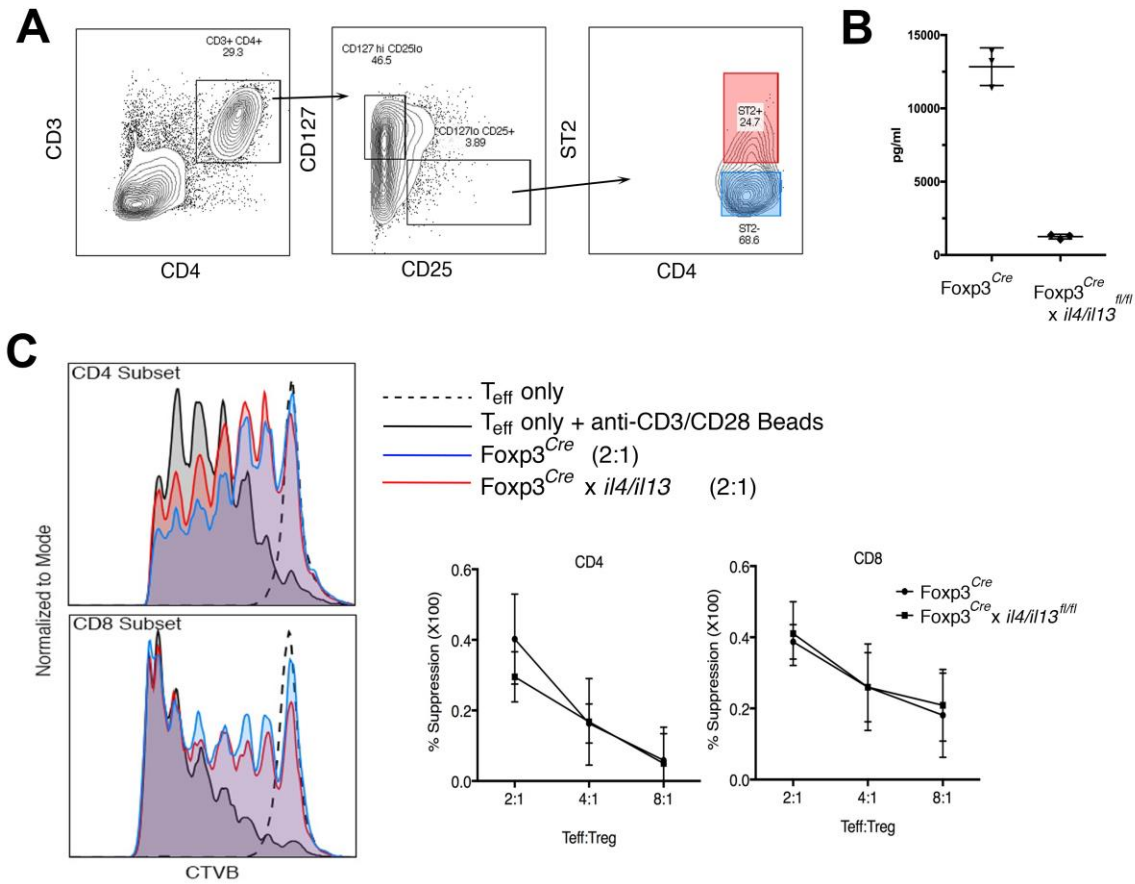 A
CD3+ CD4+
29.3
CD3
CD4
CD127 hi CD25lo
46.5
CD127lo CD25+
3.89
CD127
CD25
ST2+
24.7
ST2-
68.6
ST2
CD4
B
15000
10000
5000
0
pg/ml
Foxp3Cre
Foxp3Cre
x il4/il13 fl/fl
C
CD4 Subset
CD8 Subset
Normalized to Mode
CTVB
Teff only
Teff only + anti-CD3/CD28 Beads
Foxp3Cre (2:1)
Foxp3Cre x il4/il13 (2:1)
CD4
% Suppression (X100)
0.6
0.4
0.2
0.0
2:1 4:1 8:1
Teff:Treg
CD8
% Suppression (X100)
0.6
0.4
0.2
0.0
2:1 4:1 8:1
Teff:Treg
Foxp3Cre
Foxp3Cre x il4/il13fl/fl